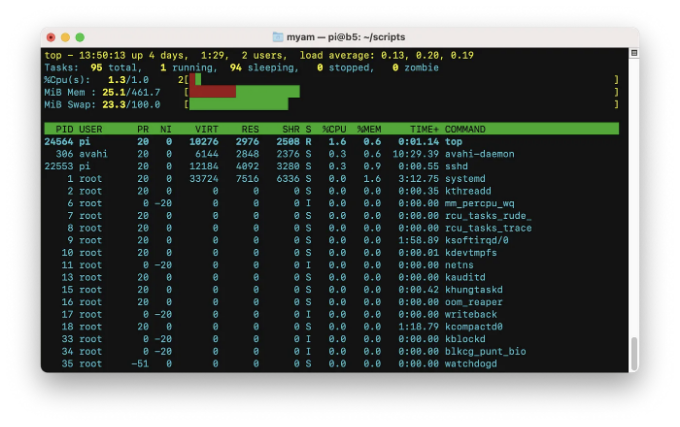 myam — pi@b5: ~/scripts
top - 13:50:13 up 4 days,  1:29,  2 users,  load average: 0.13, 0.20, 0.19
Tasks:  95 total,   1 running,  94 sleeping,   0 stopped,   0 zombie
%Cpu(s):   1.3/1.0     2[ ]
MiB Mem : 25.1/461.7    [ ]
MiB Swap: 23.3/100.0    [ ]
PID USER      PR  NI    VIRT    RES    SHR S  %CPU  %MEM     TIME+ COMMAND
24564 pi        20   0   10276   2976   2508 R   1.6   0.6   0:01.14 top
306 avahi     20   0    6144   2848   2376 S   0.3   0.6  10:29.39 avahi-daemon
22553 pi        20   0   12184   4092   3280 S   0.3   0.9   0:00.55 sshd
1 root      20   0   33724   7516   6336 S   0.0   1.6   3:12.75 systemd
2 root      20   0       0      0      0 S   0.0   0.0   0:00.35 kthreadd
6 root       0 -20       0      0      0 I   0.0   0.0   0:00.00 mm_percpu_wq
7 root      20   0       0      0      0 S   0.0   0.0   0:00.00 rcu_tasks_rude_
8 root      20   0       0      0      0 S   0.0   0.0   0:00.00 rcu_tasks_trace
9 root      20   0       0      0      0 S   0.0   0.0   1:58.89 ksoftirqd/0
10 root      20   0       0      0      0 S   0.0   0.0   0:00.01 kdevtmpfs
11 root       0 -20       0      0      0 I   0.0   0.0   0:00.00 netns
13 root      20   0       0      0      0 S   0.0   0.0   0:00.00 kauditd
15 root      20   0       0      0      0 S   0.0   0.0   0:00.42 khungtaskd
16 root      20   0       0      0      0 S   0.0   0.0   0:00.00 oom_reaper
17 root       0 -20       0      0      0 I   0.0   0.0   0:00.00 writeback
18 root      20   0       0      0      0 S   0.0   0.0   1:18.79 kcompactd0
33 root       0 -20       0      0      0 I   0.0   0.0   0:00.00 kblockd
34 root       0 -20       0      0      0 I   0.0   0.0   0:00.00 blkcg_punt_bio
35 root     -51   0       0      0      0 S   0.0   0.0   0:00.00 watchdogd